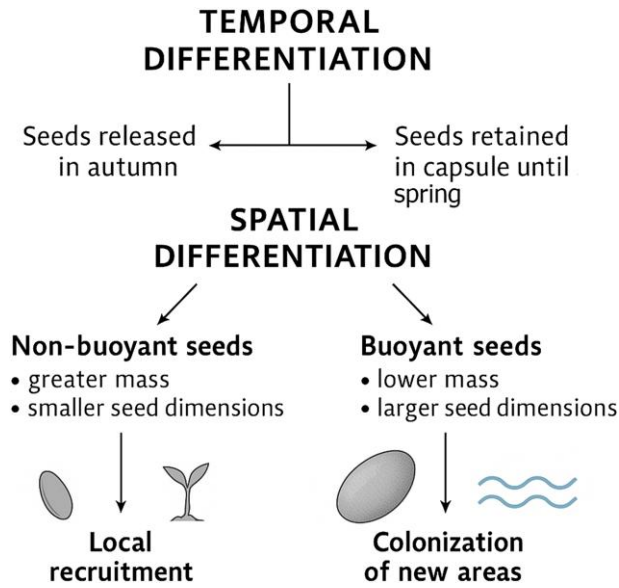 TEMPORAL
DIFFERENTIATION
Seeds released
in autumn
Seeds retained
in capsule until
spring
SPATIAL
DIFFERENTIATION
Non-buoyant seeds
• greater mass
• smaller seed dimensions
Local
recruitment
Buoyant seeds
• lower mass
• larger seed dimensions
Colonization
of new areas